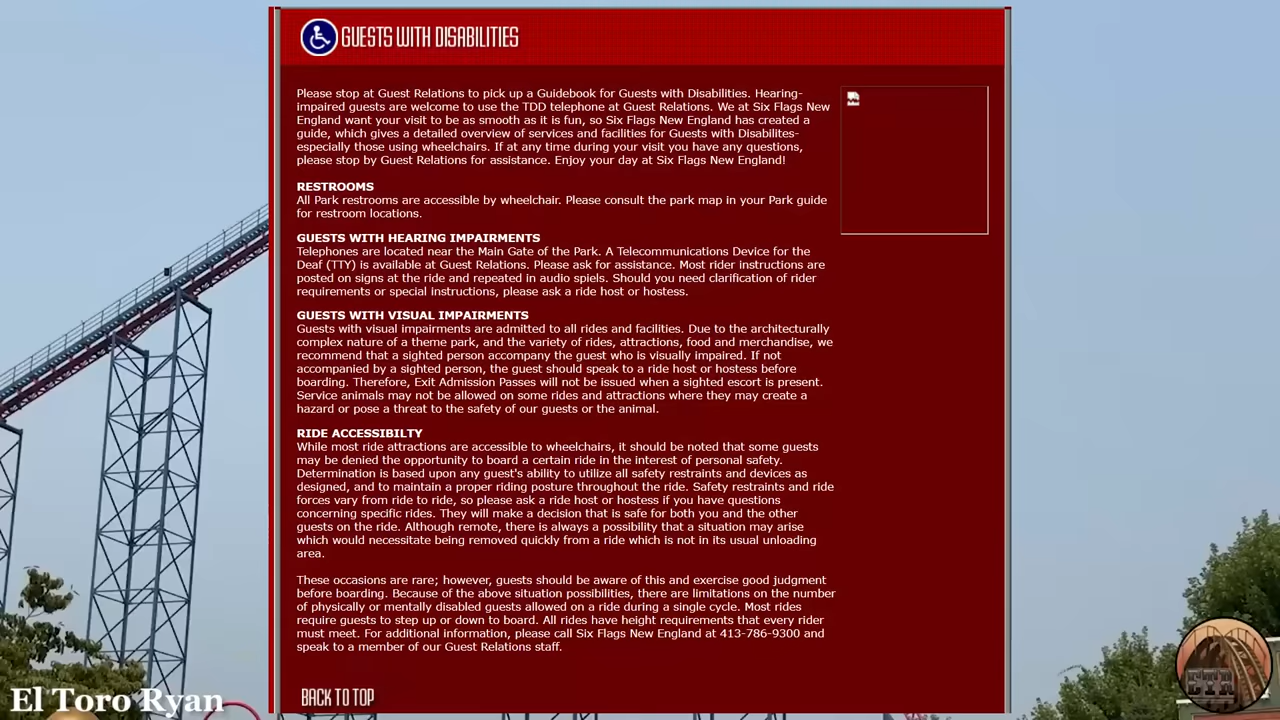 GUESTS WITH DISABILITIES
Please stop at Guest Relations to pick up a Guidebook for Guests with Disabilities. Hearing-
impaired guests are welcome to use the TDD telephone at Guest Relations. We at Six Flags New
England want your visit to be as smooth as it is fun, so Six Flags New England has created a
guide, which gives a detailed overview of services and facilities for Guests with Disabilites-
especially those using wheelchairs. If at any time during your visit you have any questions,
please stop by Guest Relations for assistance. Enjoy your day at Six Flags New England!
RESTROOMS
All Park restrooms are accessible by wheelchair. Please consult the park map in your Park guide
for restroom locations.
GUESTS WITH HEARING IMPAIRMENTS
Telephones are located near the Main Gate of the Park. A Telecommunications Device for the
Deaf (TTY) is available at Guest Relations. Please ask for assistance. Most rider instructions are
posted on signs at the ride and repeated in audio spiels. Should you need clarification of rider
requirements or special instructions, please ask a ride host or hostess.
GUESTS WITH VISUAL IMPAIRMENTS
Guests with visual impairments are admitted to all rides and facilities. Due to the architecturally
complex nature of a theme park, and the variety of rides, attractions, food and merchandise, we
recommend that a sighted person accompany the guest who is visually impaired. If not
accompanied by a sighted person, the guest should speak to a ride host or hostess before
boarding. Therefore, Exit Admission Passes will not be issued when a sighted escort is present.
Service animals may not be allowed on some rides and attractions where they may create a
hazard or pose a threat to the safety of our guests or the animal.
RIDE ACCESSIBILTY
While most ride attractions are accessible to wheelchairs, it should be noted that some guests
may be denied the opportunity to board a certain ride in the interest of personal safety.
Determination is based upon any guest's ability to utilize all safety restraints and devices as
designed, and to maintain a proper riding posture throughout the ride. Safety restraints and ride
forces vary from ride to ride, so please ask a ride host or hostess if you have questions
concerning specific rides. They will make a decision that is safe for both you and the other
guests on the ride. Although remote, there is always a possibility that a situation may arise
which would necessitate being removed quickly from a ride which is not in its usual unloading
area.
These occasions are rare; however, guests should be aware of this and exercise good judgment
before boarding. Because of the above situation possibilities, there are limitations on the number
of physically or mentally disabled guests allowed on a ride during a single cycle. Most rides
require guests to step up or down to board. All rides have height requirements that every rider
must meet. For additional information, please call Six Flags New England at 413-786-9300 and
speak to a member of our Guest Relations staff.
BACK TO TOP
El Toro Ryan
ETR